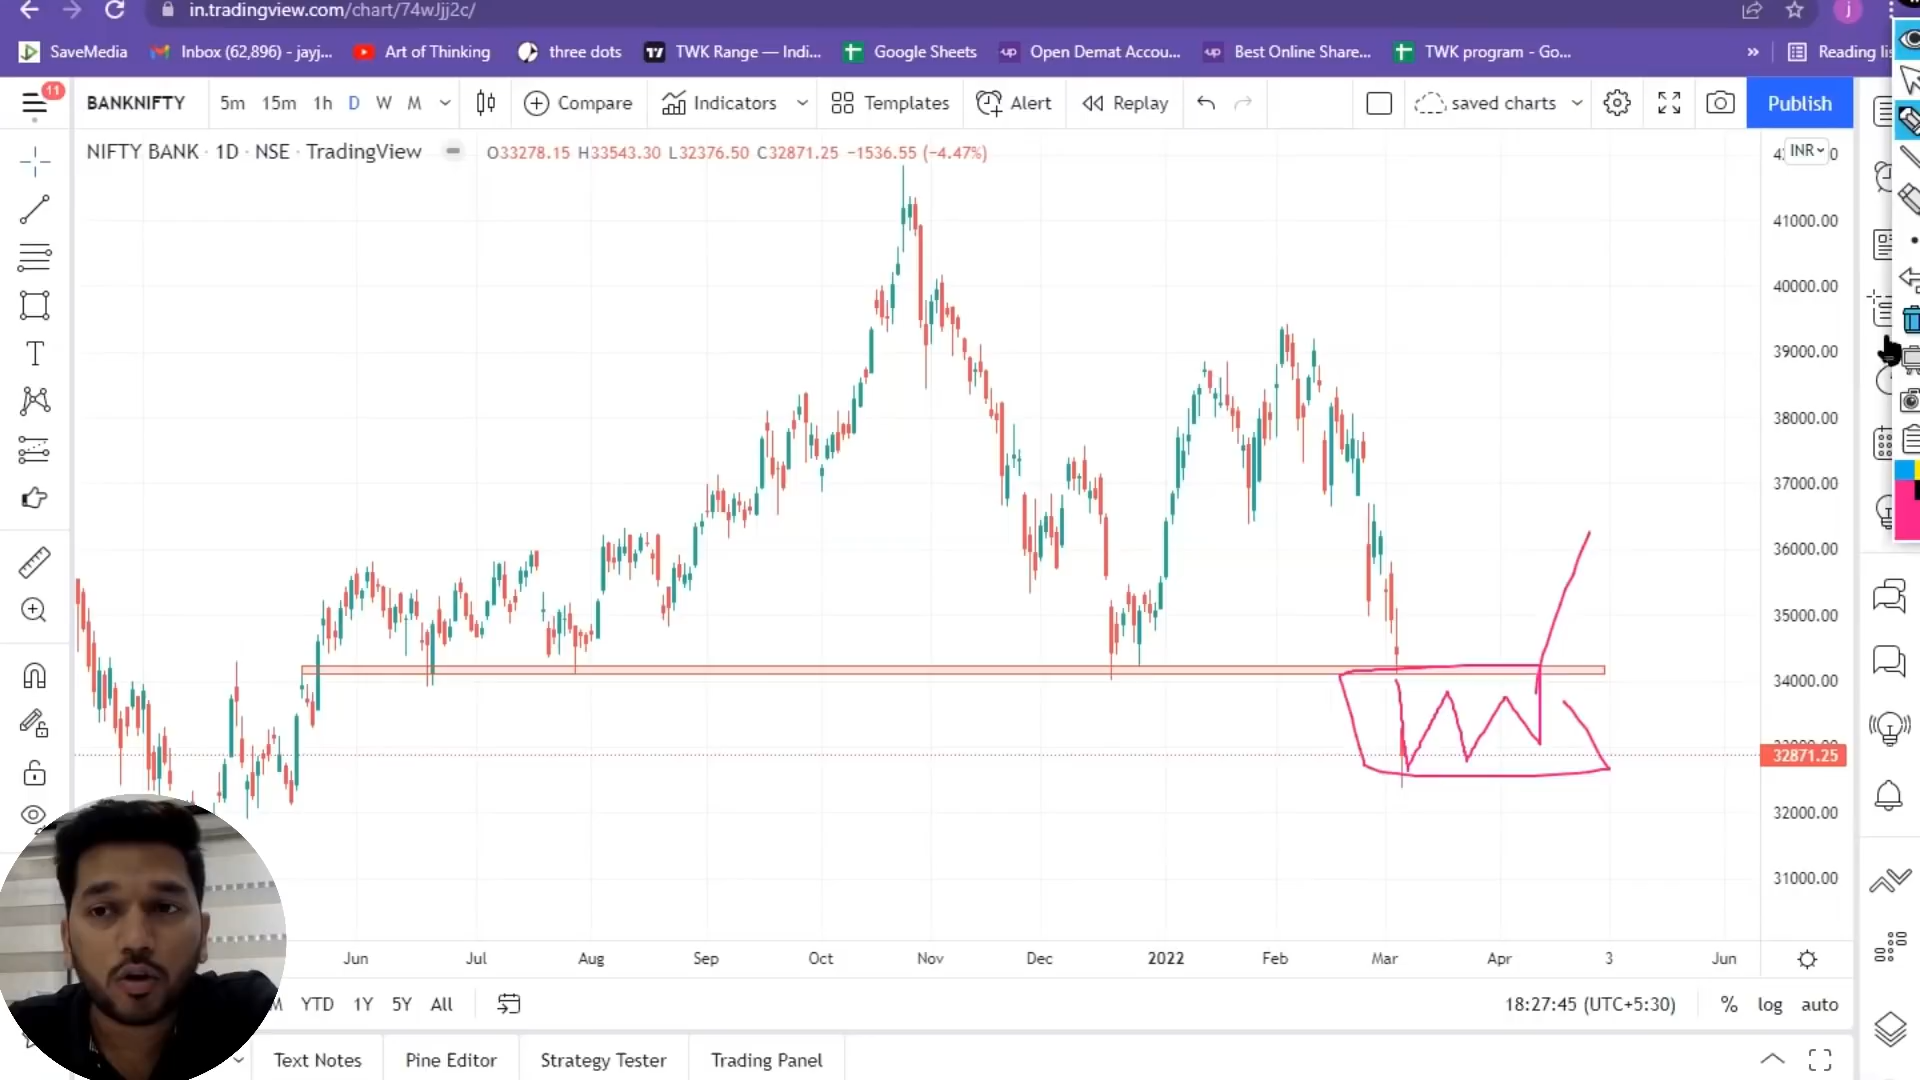 in.tradingview.com/chart/74wJjj2c/
j
SaveMedia
Inbox (62,896) - jayj...
Art of Thinking
three dots
TWK Range — Indi...
Google Sheets
up Open Demat Accou...
up Best Online Share...
TWK program - Go...
»
Reading lis
11
BANKNIFTY
5m 15m 1h D W M
Compare
Indicators
Templates
Alert
Replay
saved charts
Publish
NIFTY BANK · 1D · NSE · TradingView
O33278.15 H33543.30 L32376.50 C32871.25 −1536.55 (−4.47%)
INR
41000.00
40000.00
39000.00
38000.00
37000.00
36000.00
35000.00
34000.00
32871.25
32000.00
31000.00
Jun Jul Aug Sep Oct Nov Dec 2022 Feb Mar Apr 3 Jun
YTD 1Y 5Y All
18:27:45 (UTC+5:30)
% log auto
Text Notes
Pine Editor
Strategy Tester
Trading Panel